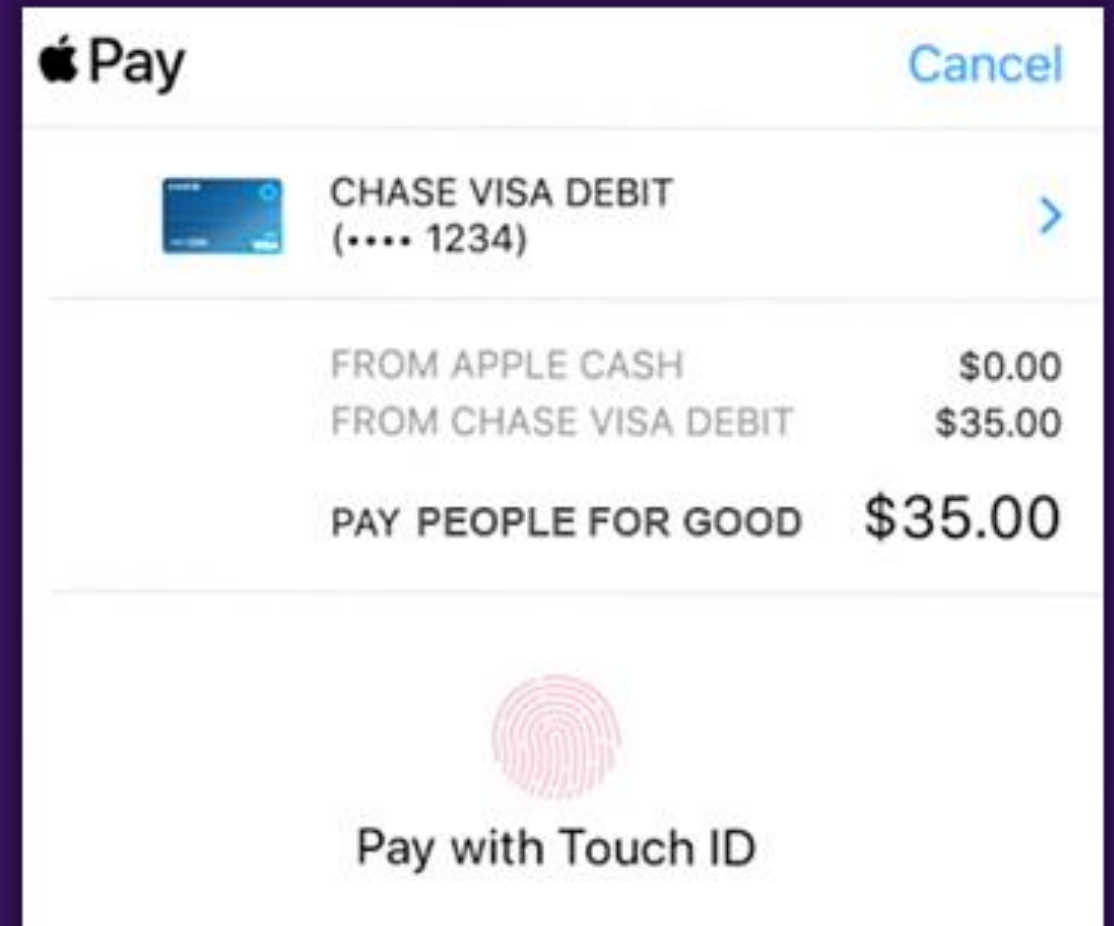 Pay
Cancel
CHASE VISA DEBIT
(•••• 1234)
FROM APPLE CASH $0.00
FROM CHASE VISA DEBIT $35.00
PAY PEOPLE FOR GOOD $35.00
Pay with Touch ID